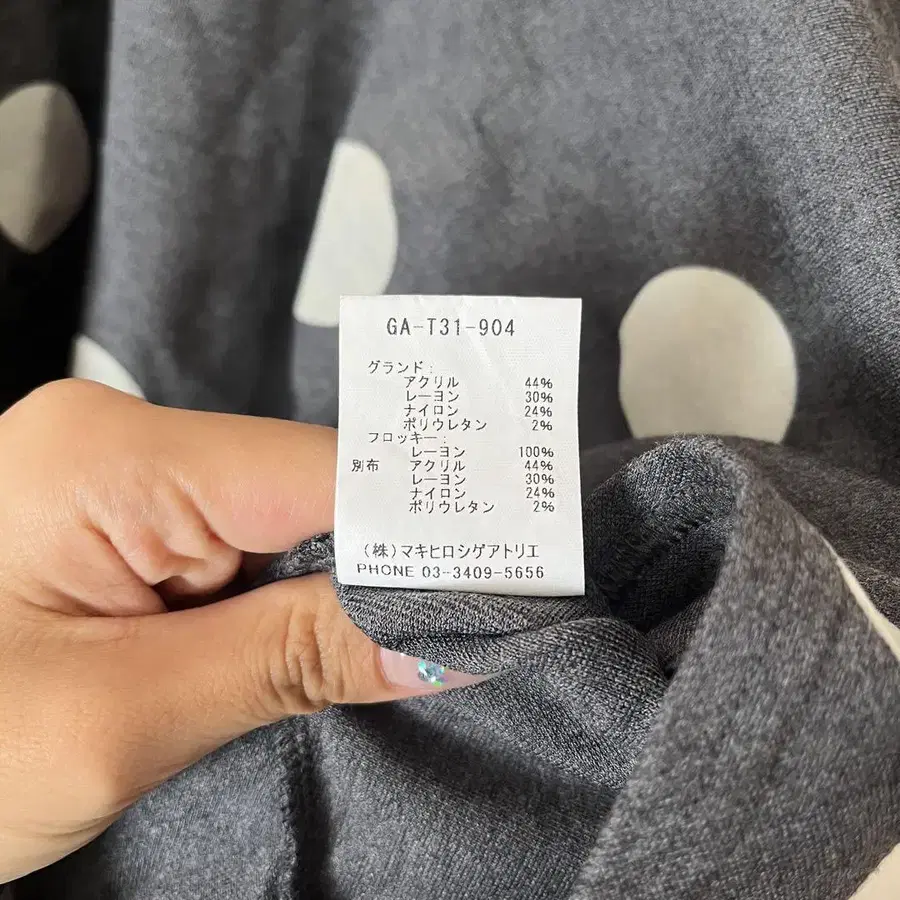 GA-T31-904
グランド:
アクリル 44%
レーヨン 30%
ナイロン 24%
ポリウレタン 2%
フロッキー:
レーヨン 100%
別布 アクリル 44%
レーヨン 30%
ナイロン 24%
ポリウレタン 2%
(株)マキヒロシゲアトリエ
PHONE 03-3409-5656